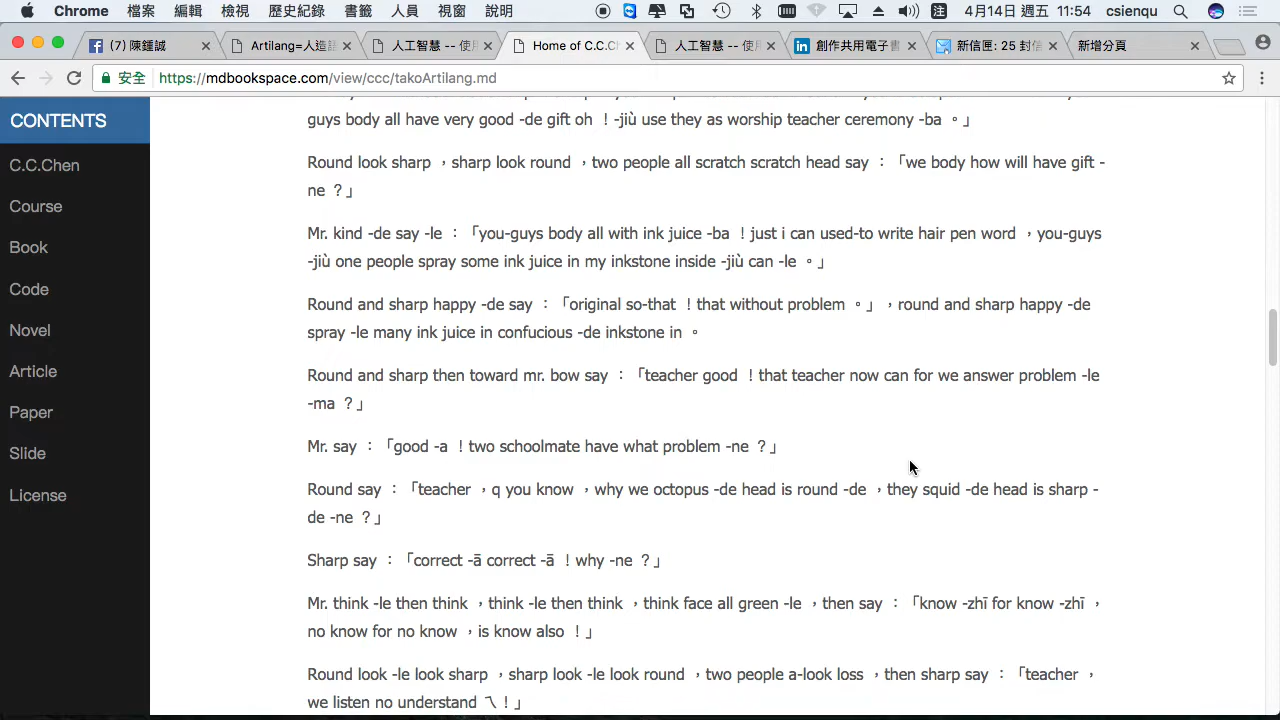 Chrome 檔案 編輯 檢視 歷史紀錄 書籤 人員 視窗 說明 注 4月14日 週五 11:54 csienqu
(7) 陳鍾誠 Artilang=人造語 人工智慧 -- 使用 Home of C.C.C 人工智慧 -- 使用 創作共用電子書 新信匣: 25 封信 新增分頁
安全 https://mdbookspace.com/view/ccc/takoArtilang.md
CONTENTS
C.C.Chen
Course
Book
Code
Novel
Article
Paper
Slide
License
guys body all have very good -de gift oh ！-jiù use they as worship teacher ceremony -ba 。」
Round look sharp ，sharp look round ，two people all scratch scratch head say ：「we body how will have gift -
ne ？」
Mr. kind -de say -le ：「you-guys body all with ink juice -ba ！just i can used-to write hair pen word ，you-guys
-jiù one people spray some ink juice in my inkstone inside -jiù can -le 。」
Round and sharp happy -de say ：「original so-that ！that without problem 。」，round and sharp happy -de
spray -le many ink juice in confucious -de inkstone in 。
Round and sharp then toward mr. bow say ：「teacher good ！that teacher now can for we answer problem -le
-ma ？」
Mr. say ：「good -a ！two schoolmate have what problem -ne ？」
Round say ：「teacher ，q you know ，why we octopus -de head is round -de ，they squid -de head is sharp -
de -ne ？」
Sharp say ：「correct -ā correct -ā ！why -ne ？」
Mr. think -le then think ，think -le then think ，think face all green -le ，then say ：「know -zhī for know -zhī ，
no know for no know ，is know also ！」
Round look -le look sharp ，sharp look -le look round ，two people a-look loss ，then sharp say ：「teacher ，
we listen no understand ㄟ！」